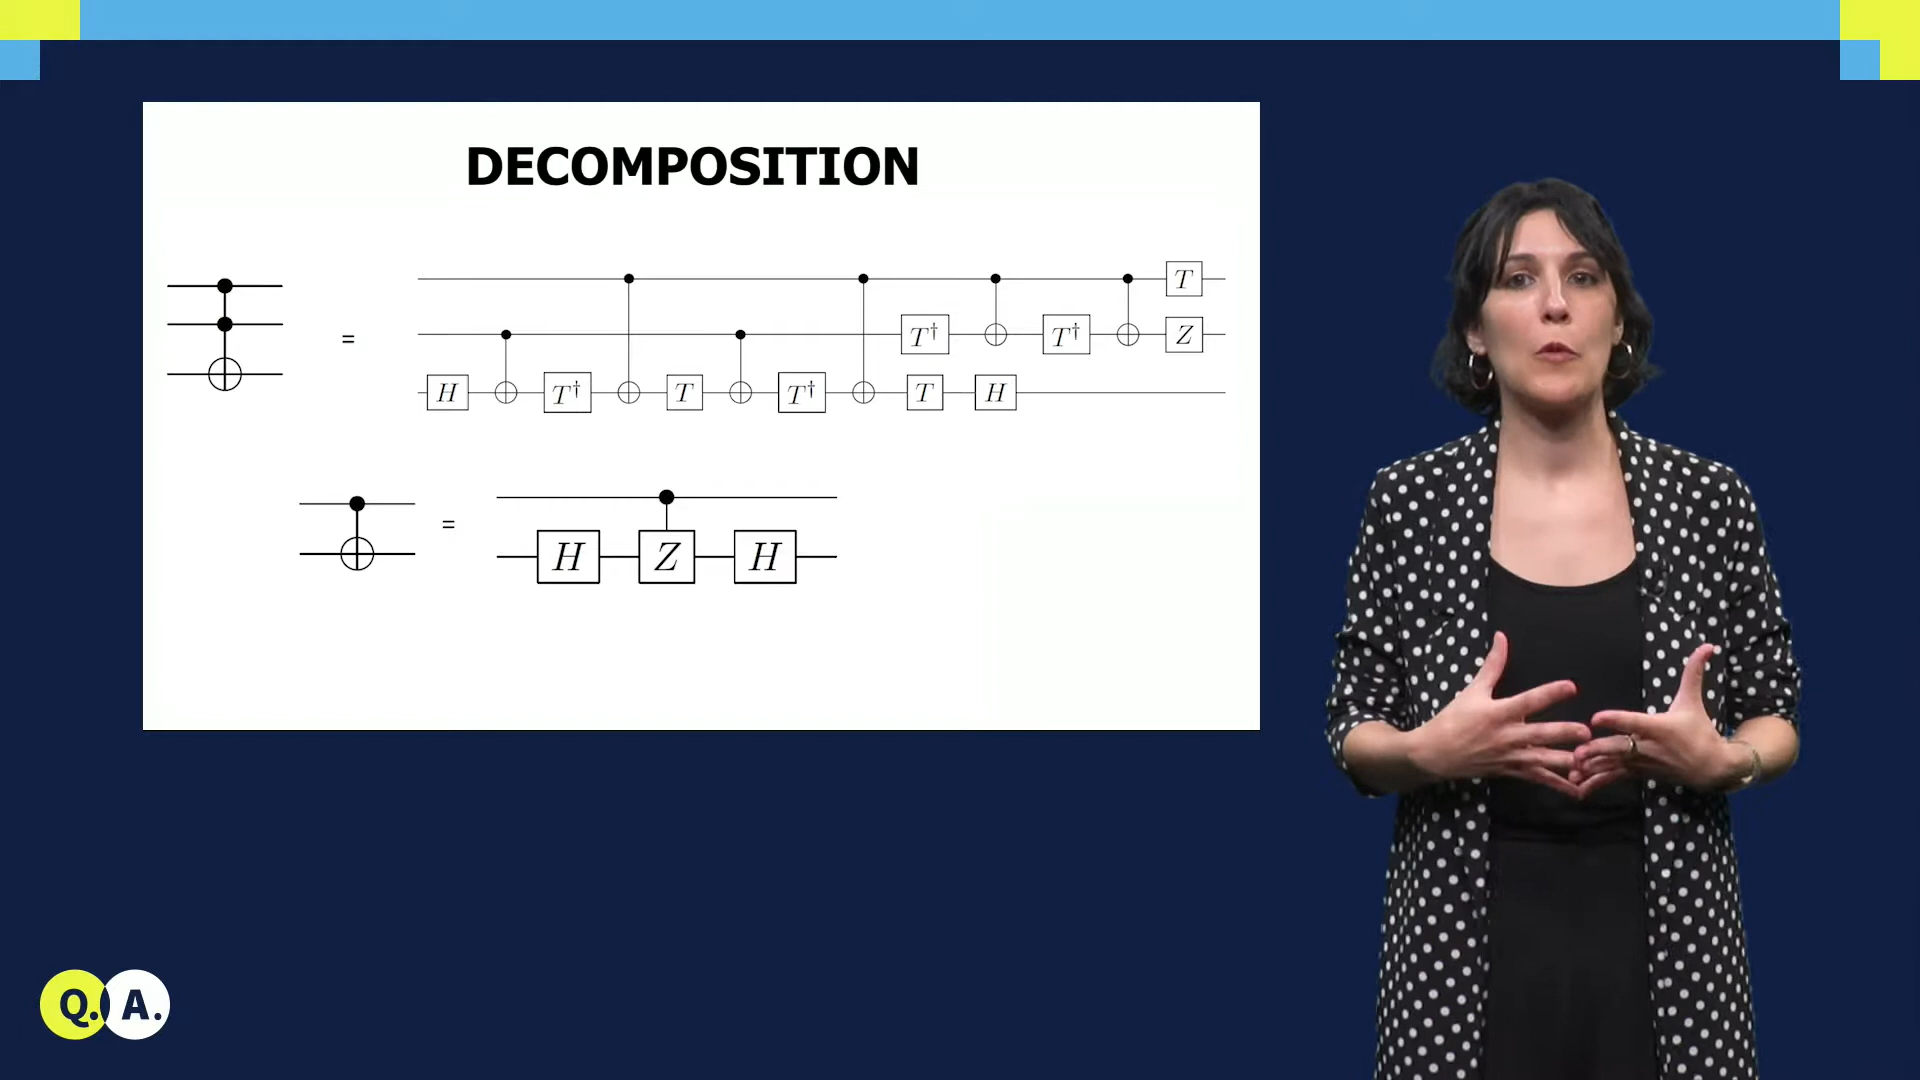 DECOMPOSITION
T
= T† T† Z
H T† T T† T H
= H Z H
Q. A.